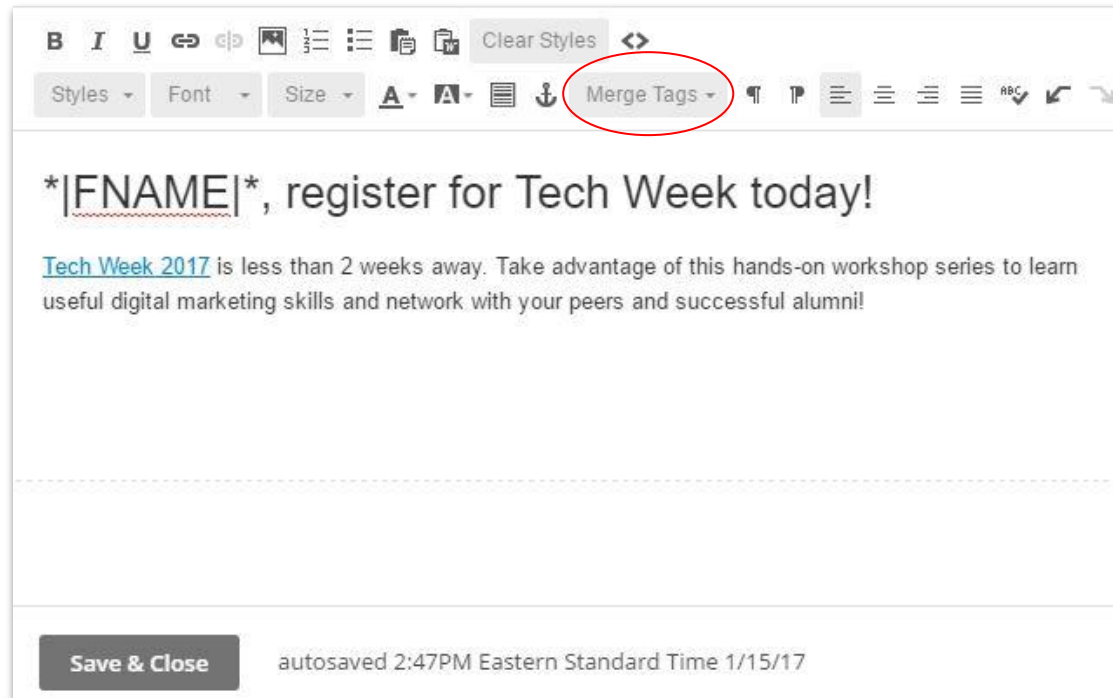 B I U Clear Styles <>
Styles Font Size A A Merge Tags ABC
*|FNAME|*, register for Tech Week today!
Tech Week 2017 is less than 2 weeks away. Take advantage of this hands-on workshop series to learn
useful digital marketing skills and network with your peers and successful alumni!
Save & Close autosaved 2:47PM Eastern Standard Time 1/15/17